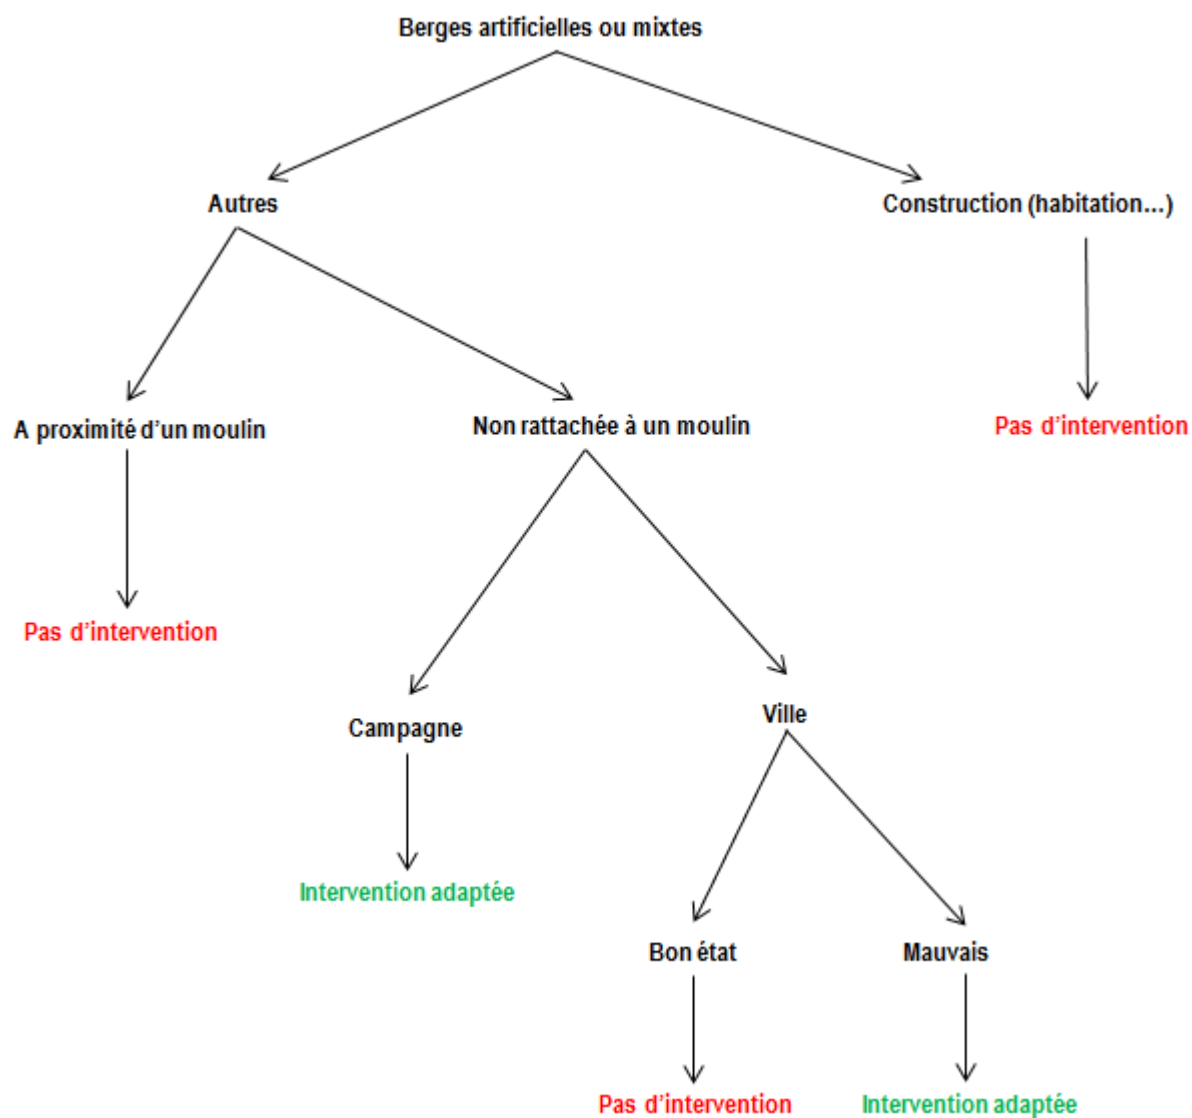 Berges artificielles ou mixtes
Autres
Construction (habitation…)
A proximité d’un moulin
Non rattachée à un moulin
Pas d’intervention
Pas d’intervention
Campagne
Ville
Intervention adaptée
Bon état
Mauvais
Pas d’intervention
Intervention adaptée